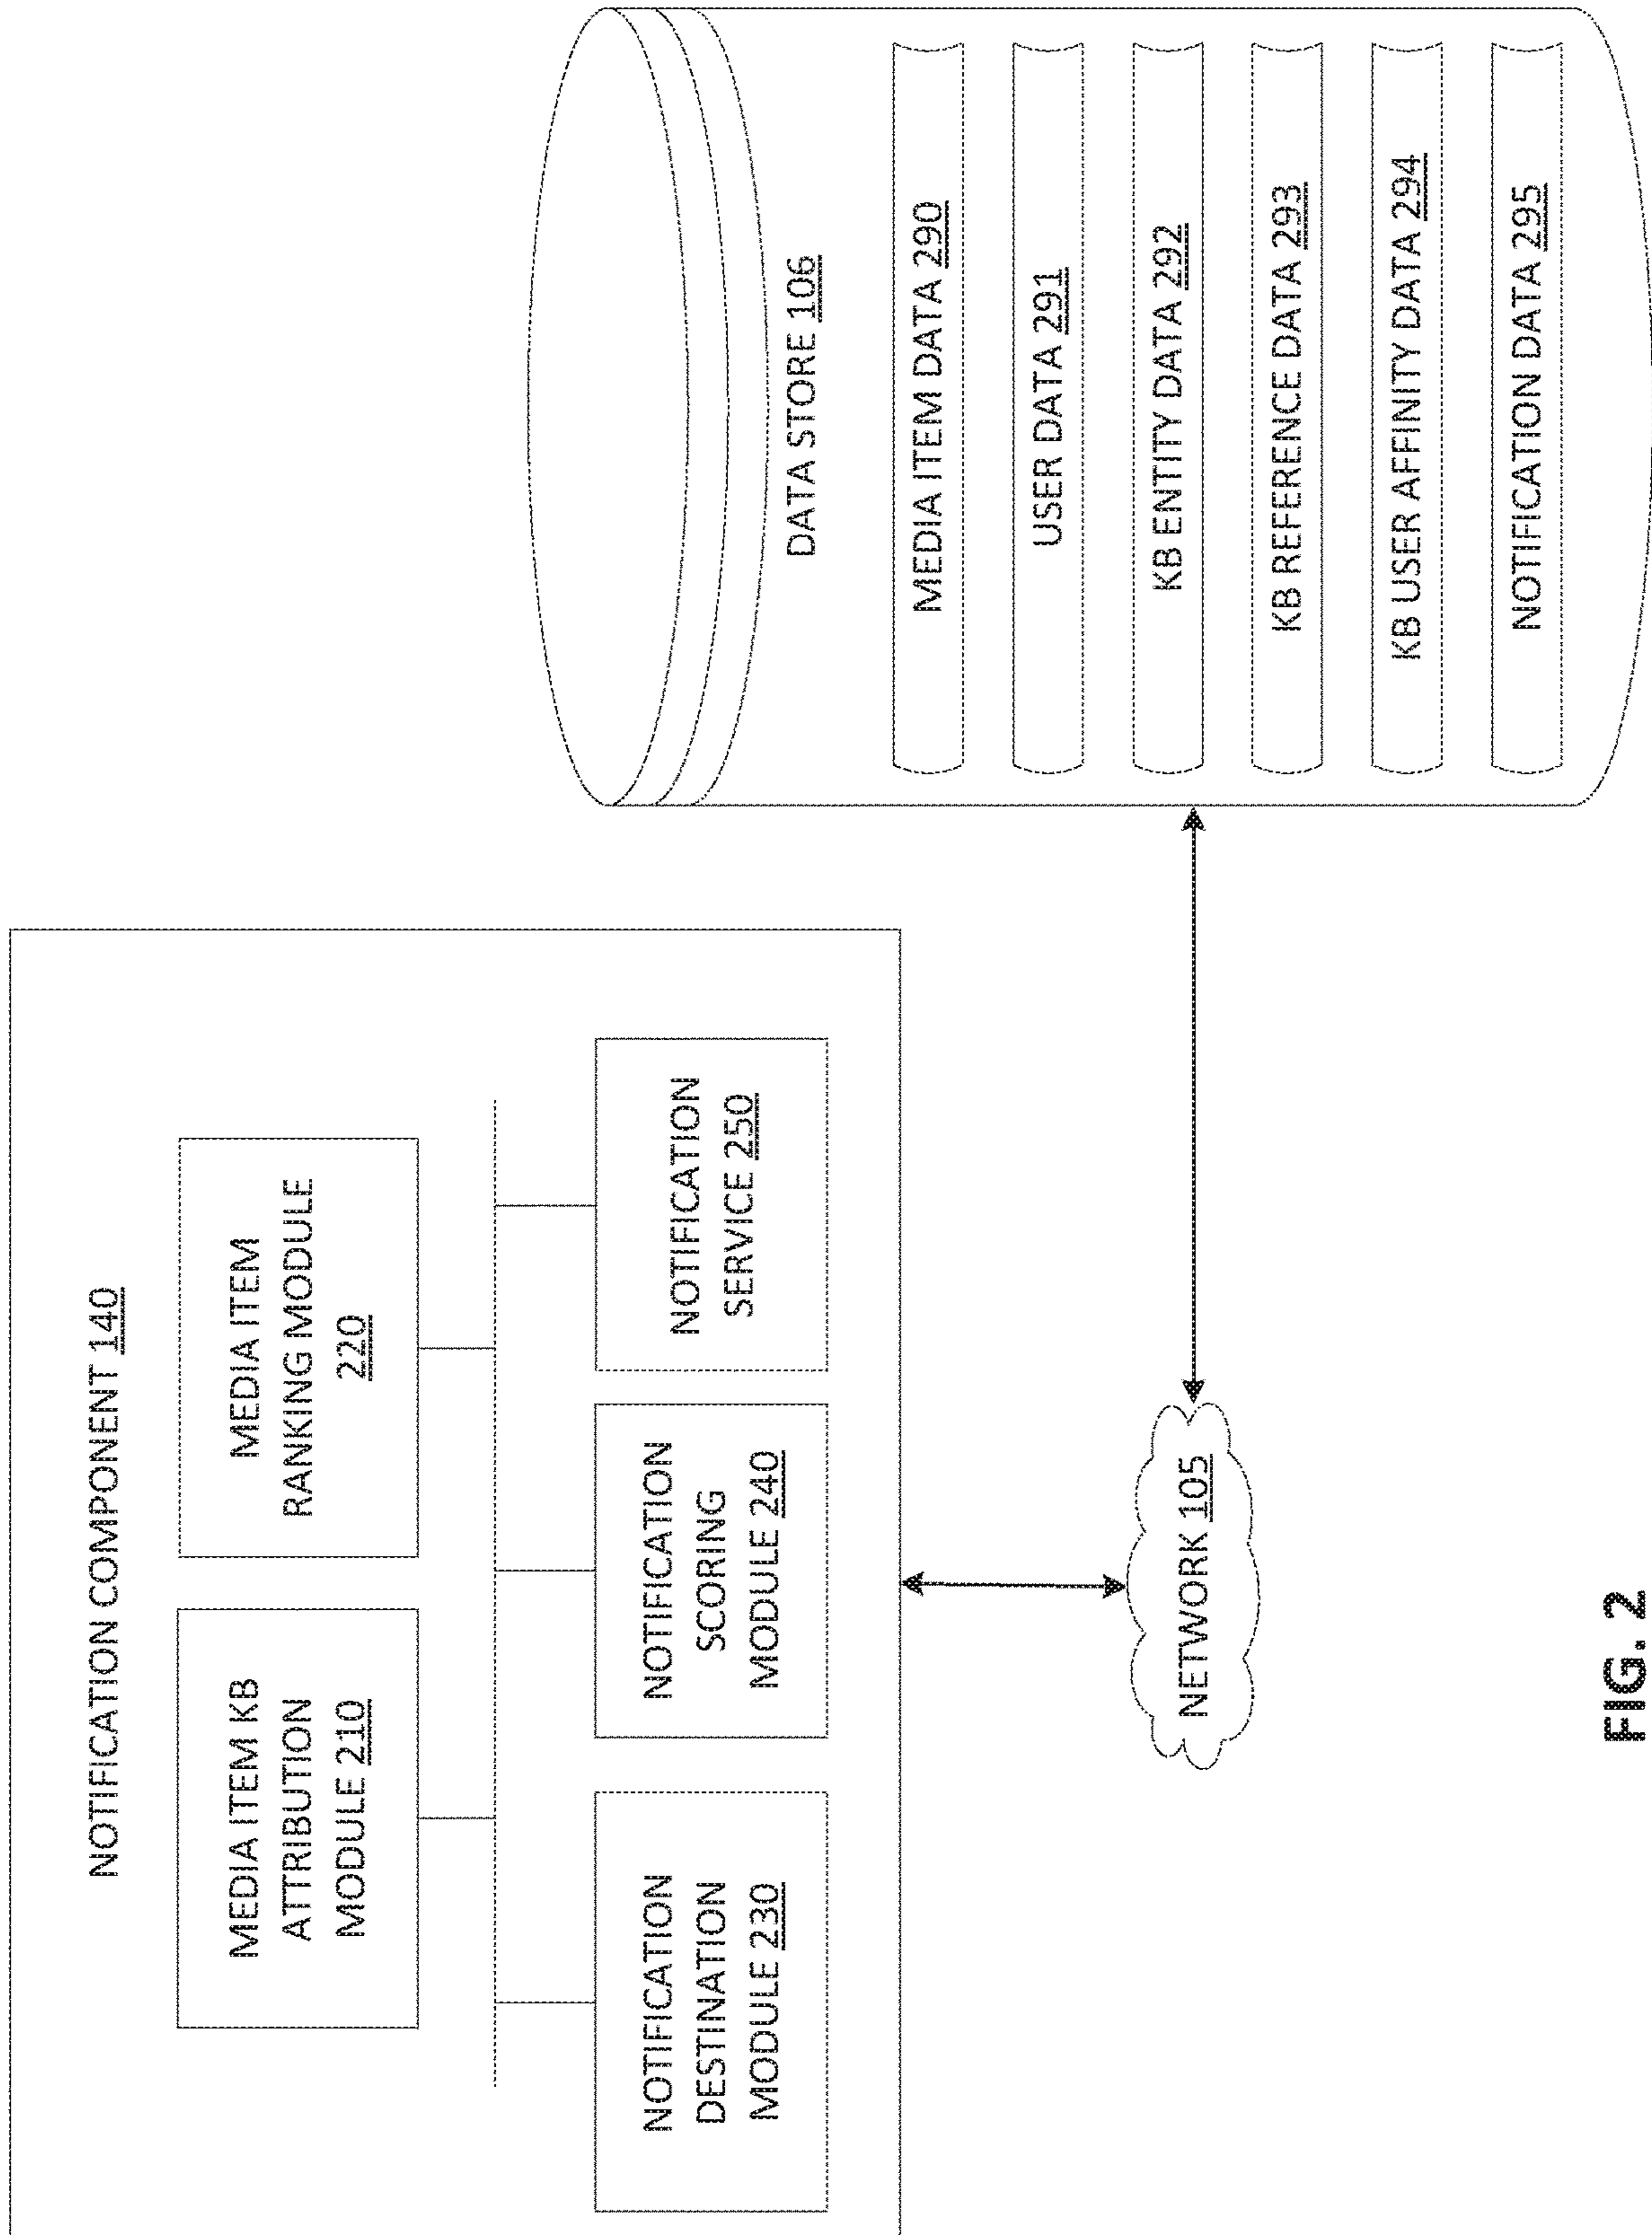 NOTIFICATION COMPONENT 140
MEDIA ITEM KB
ATTRIBUTION
MODULE 210
MEDIA ITEM
RANKING MODULE
220
NOTIFICATION
DESTINATION
MODULE 230
NOTIFICATION
SCORING
MODULE 240
NOTIFICATION
SERVICE 250
NETWORK 105
DATA STORE 106
MEDIA ITEM DATA 290
USER DATA 291
KB ENTITY DATA 292
KB REFERENCE DATA 293
KB USER AFFINITY DATA 294
NOTIFICATION DATA 295
FIG. 2